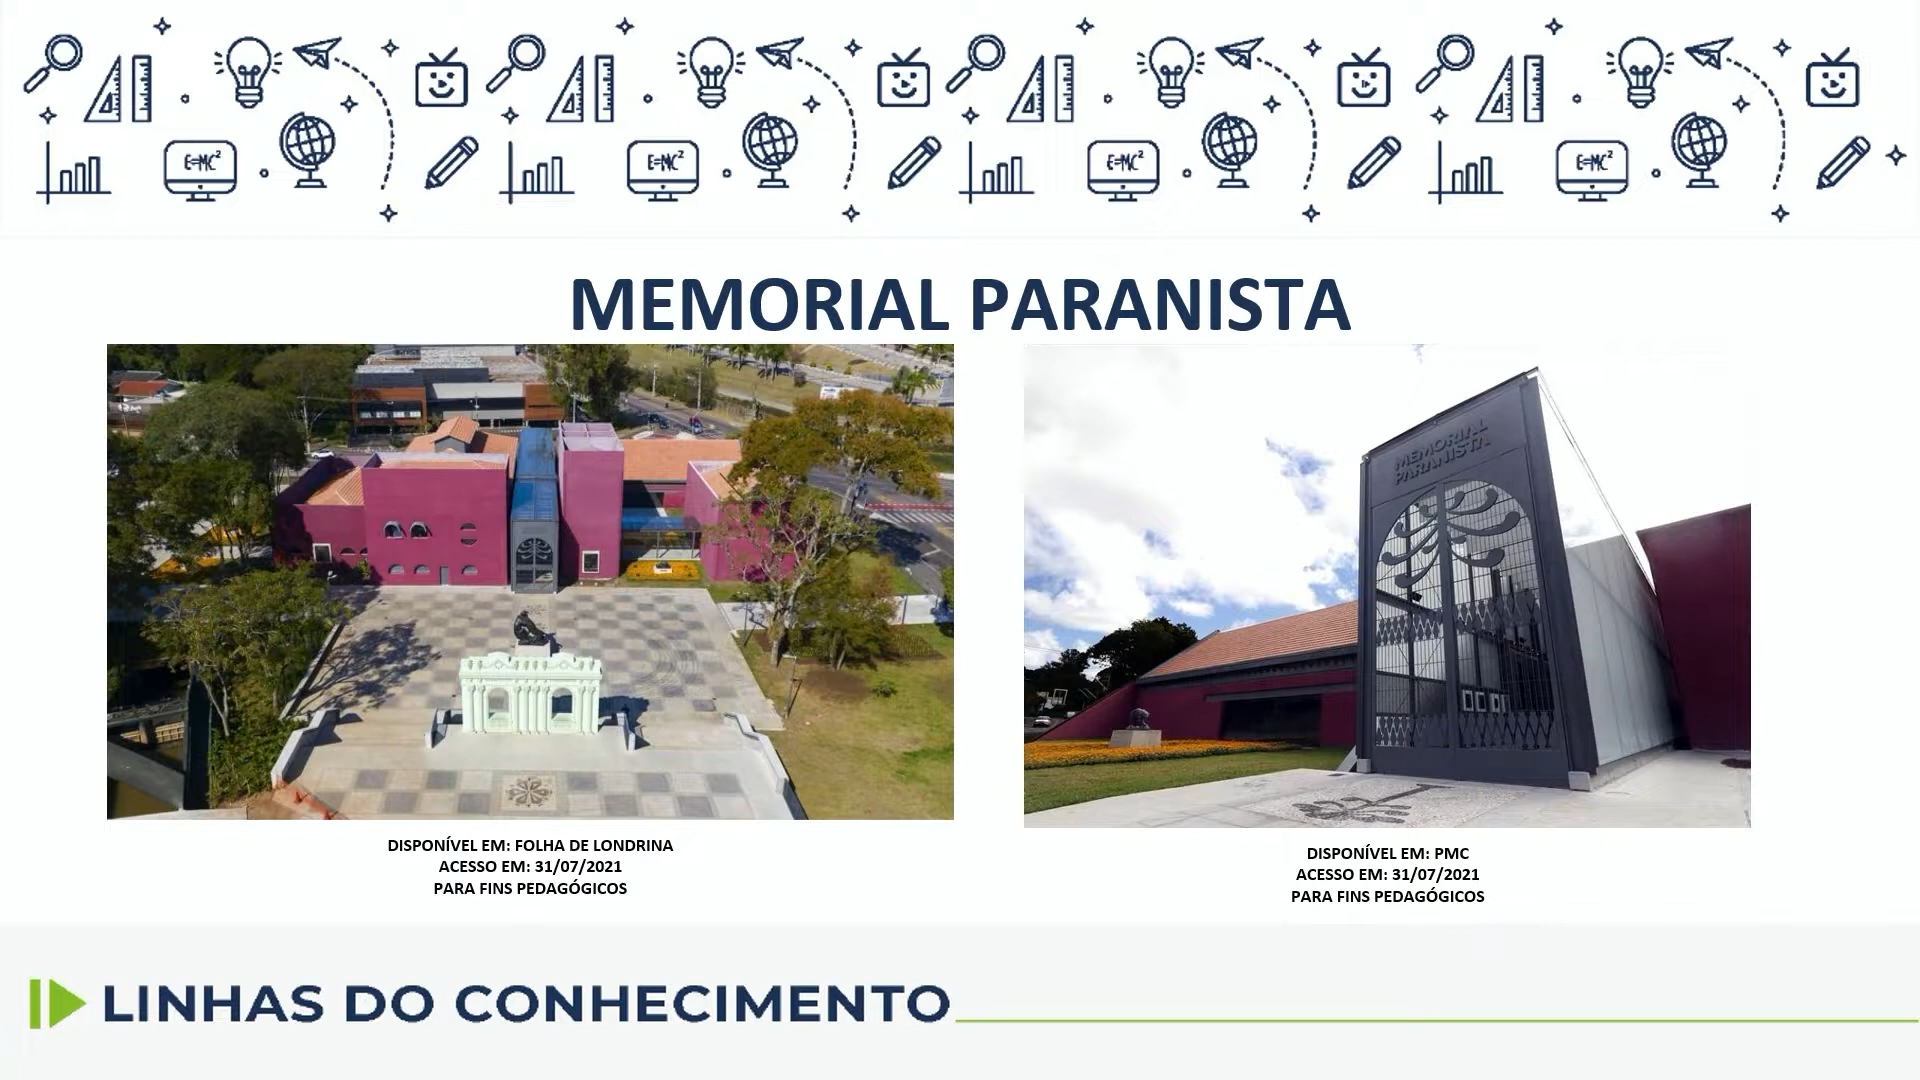 E=MC²
E=MC²
E=MC²
E=MC²
MEMORIAL PARANISTA
MEMORIAL
PARANISTA
DISPONÍVEL EM: FOLHA DE LONDRINA
ACESSO EM: 31/07/2021
PARA FINS PEDAGÓGICOS
DISPONÍVEL EM: PMC
ACESSO EM: 31/07/2021
PARA FINS PEDAGÓGICOS
LINHAS DO CONHECIMENTO